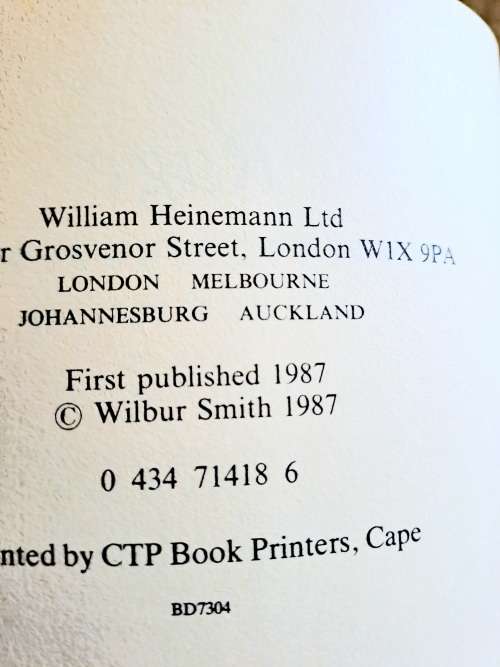 William Heinemann Ltd
r Grosvenor Street, London W1X 9PA
LONDON MELBOURNE
JOHANNESBURG AUCKLAND
First published 1987
© Wilbur Smith 1987
0 434 71418 6
nted by CTP Book Printers, Cape
BD7304